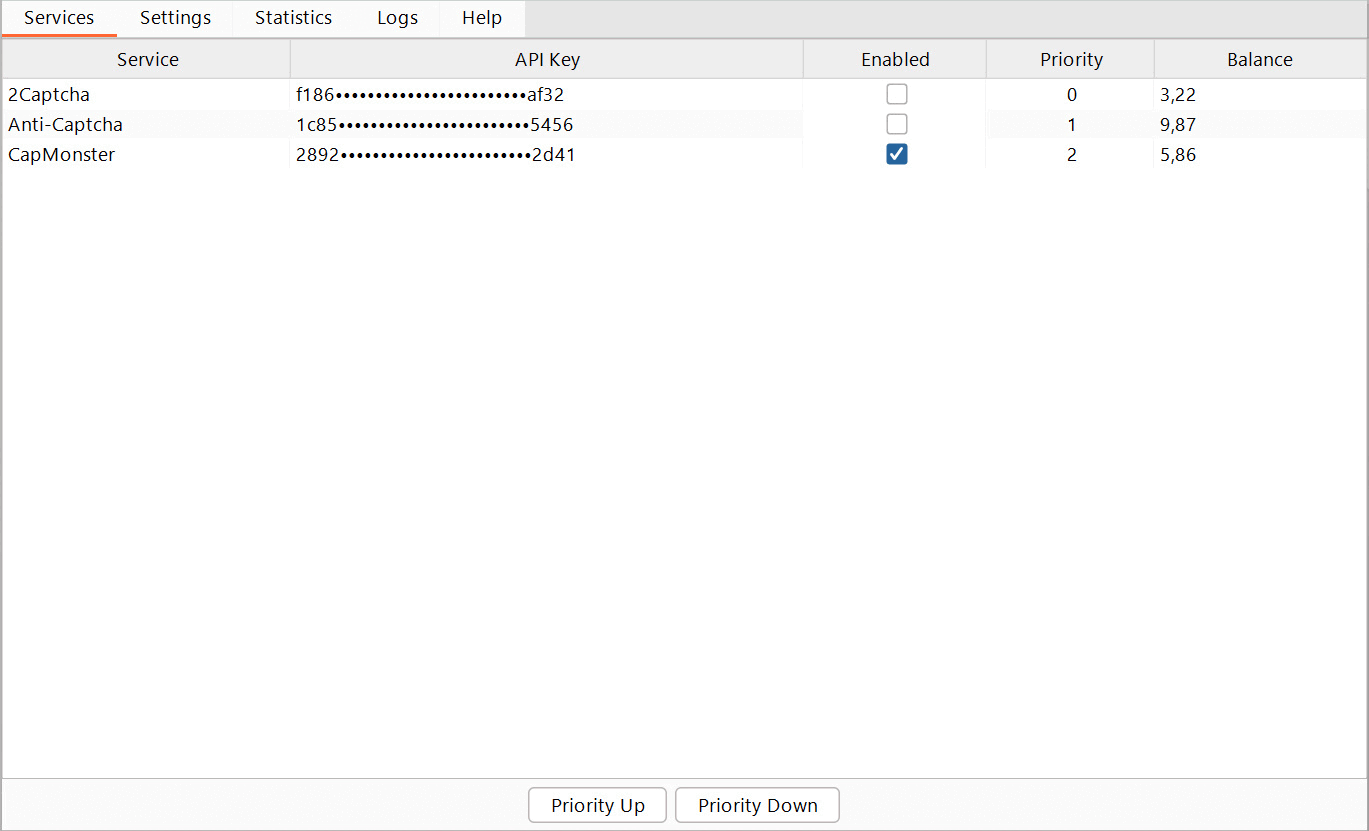 Services Settings Statistics Logs Help
Service API Key Enabled Priority Balance
2Captcha f186••••••••••••••••••••••••af32 0 3,22
Anti-Captcha 1c85••••••••••••••••••••••••5456 1 9,87
CapMonster 2892••••••••••••••••••••••••2d41 2 5,86
Priority Up Priority Down